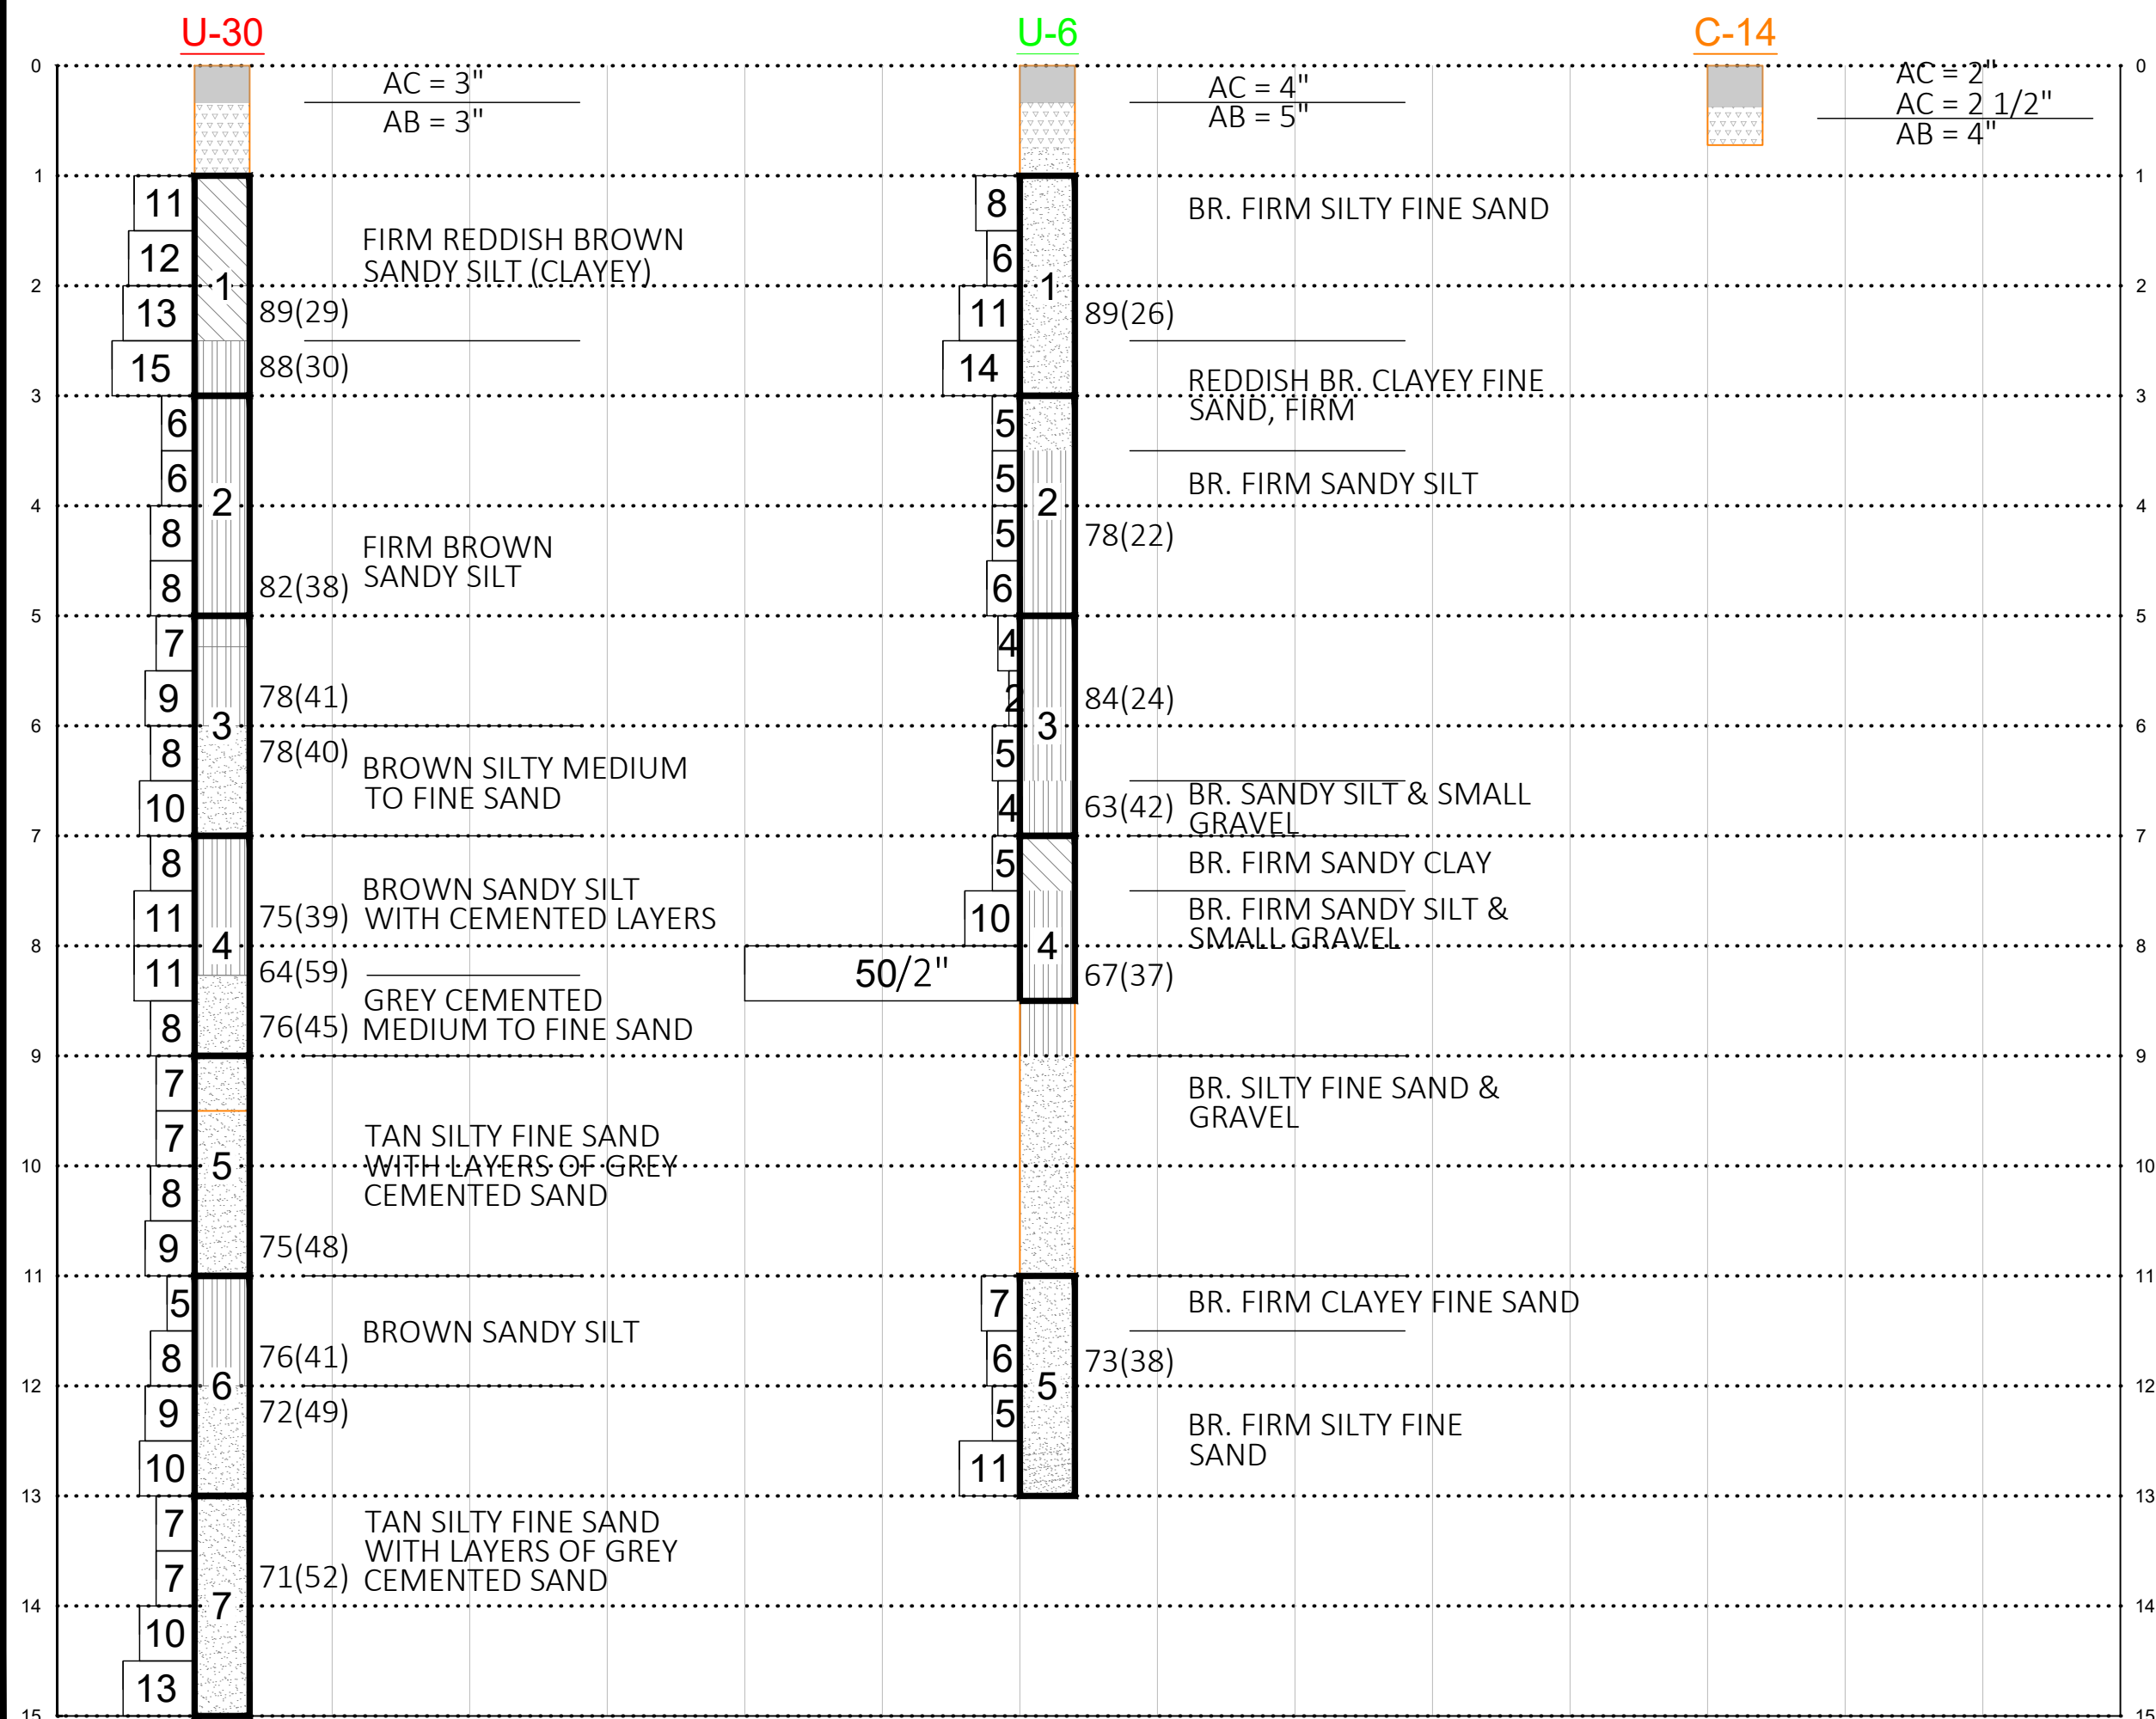 U-30
U-6
C-14
0
0
AC = 3"
AB = 3"
AC = 4"
AB = 5"
AC = 2"
AC = 2 1/2"
AB = 4"
1
1
11
12
13
15
1
FIRM REDDISH BROWN
SANDY SILT (CLAYEY)
89(29)
88(30)
8
6
11
14
1
BR. FIRM SILTY FINE SAND
89(26)
2
2
REDDISH BR. CLAYEY FINE
SAND, FIRM
3
3
6
6
8
8
2
FIRM BROWN
SANDY SILT
82(38)
5
5
5
6
2
BR. FIRM SANDY SILT
78(22)
4
4
5
5
7
9
8
10
3
78(41)
78(40)
BROWN SILTY MEDIUM
TO FINE SAND
4
2
5
4
3
84(24)
63(42)
BR. SANDY SILT & SMALL
GRAVEL
6
6
7
7
8
11
11
8
4
BROWN SANDY SILT
WITH CEMENTED LAYERS
75(39)
64(59)
76(45)
GREY CEMENTED
MEDIUM TO FINE SAND
5
10
50/2"
4
BR. FIRM SANDY CLAY
BR. FIRM SANDY SILT &
SMALL GRAVEL
67(37)
8
8
9
9
7
7
8
9
5
TAN SILTY FINE SAND
WITH LAYERS OF GREY
CEMENTED SAND
75(48)
BR. SILTY FINE SAND &
GRAVEL
10
10
11
11
5
8
9
10
6
BROWN SANDY SILT
76(41)
72(49)
7
6
5
11
5
BR. FIRM CLAYEY FINE SAND
73(38)
BR. FIRM SILTY FINE
SAND
12
12
13
13
7
7
10
13
7
TAN SILTY FINE SAND
WITH LAYERS OF GREY
CEMENTED SAND
71(52)
14
14
15
15